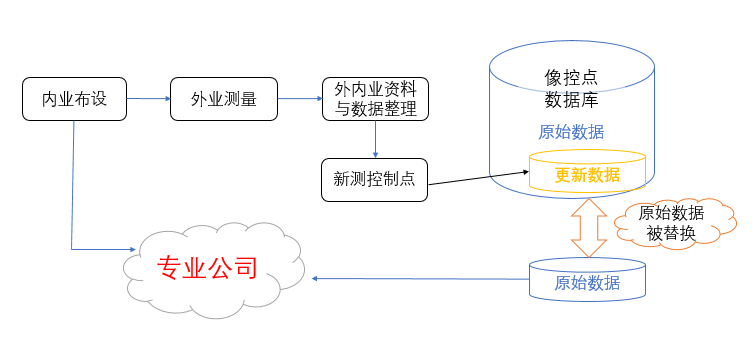 内业布设
外业测量
外内业资料
与数据整理
像控点
数据库
原始数据
更新数据
新测控制点
原始数据
被替换
专业公司
原始数据